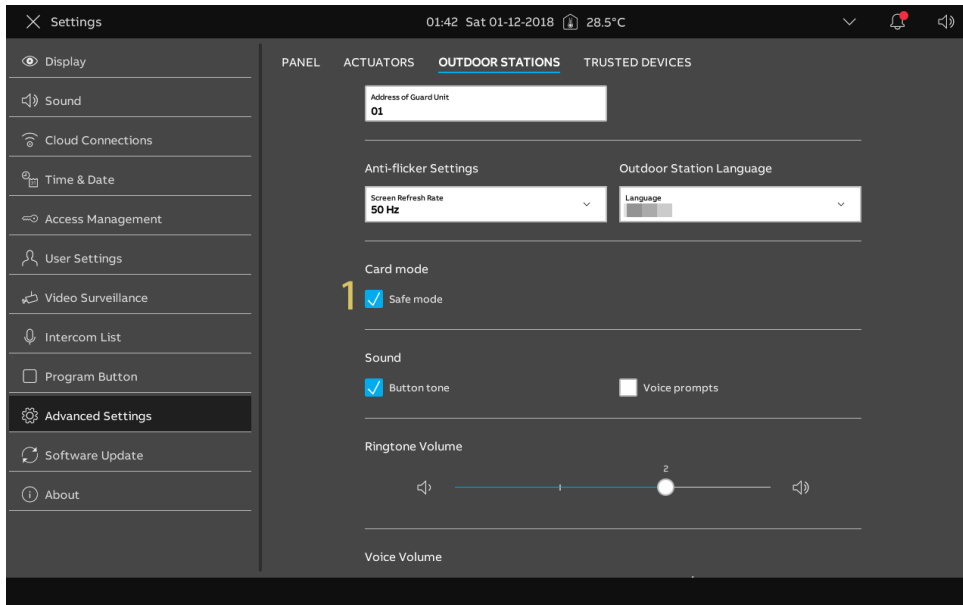 Settings
01:42 Sat 01-12-2018 28.5°C
Display
Sound
Cloud Connections
Time & Date
Access Management
User Settings
Video Surveillance
Intercom List
Program Button
Advanced Settings
Software Update
About
PANEL ACTUATORS OUTDOOR STATIONS TRUSTED DEVICES
Address of Guard Unit
01
Anti-flicker Settings
Outdoor Station Language
Screen Refresh Rate
50 Hz
Language
Card mode
1
Safe mode
Sound
Button tone
Voice prompts
Ringtone Volume
2
Voice Volume